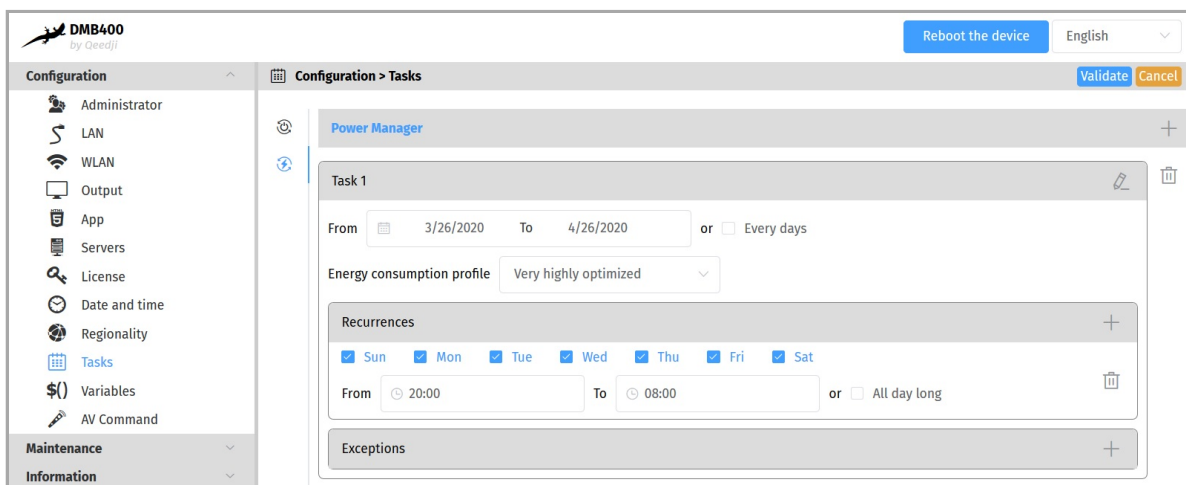 DMB400
by Qeedji
Reboot the device
English
Configuration
Configuration > Tasks
Validate
Cancel
Administrator
LAN
WLAN
Output
App
Servers
License
Date and time
Regionality
Tasks
$() Variables
AV Command
Maintenance
Information
Power Manager
Task 1
From 3/26/2020 To 4/26/2020 or Every days
Energy consumption profile Very highly optimized
Recurrences
Sun Mon Tue Wed Thu Fri Sat
From 20:00 To 08:00 or All day long
Exceptions